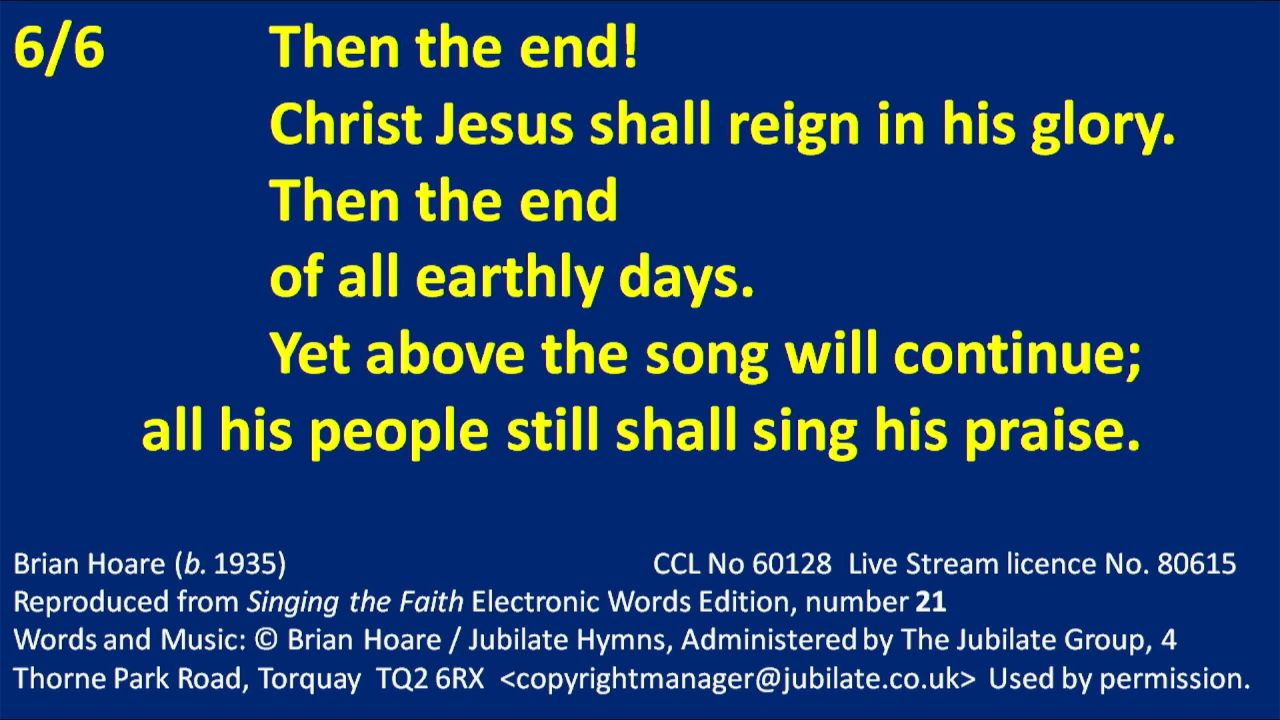 6/6 Then the end!
Christ Jesus shall reign in his glory.
Then the end
of all earthly days.
Yet above the song will continue;
all his people still shall sing his praise.
Brian Hoare (b. 1935) CCL No 60128 Live Stream licence No. 80615
Reproduced from Singing the Faith Electronic Words Edition, number 21
Words and Music: © Brian Hoare / Jubilate Hymns, Administered by The Jubilate Group, 4
Thorne Park Road, Torquay TQ2 6RX <copyrightmanager@jubilate.co.uk> Used by permission.